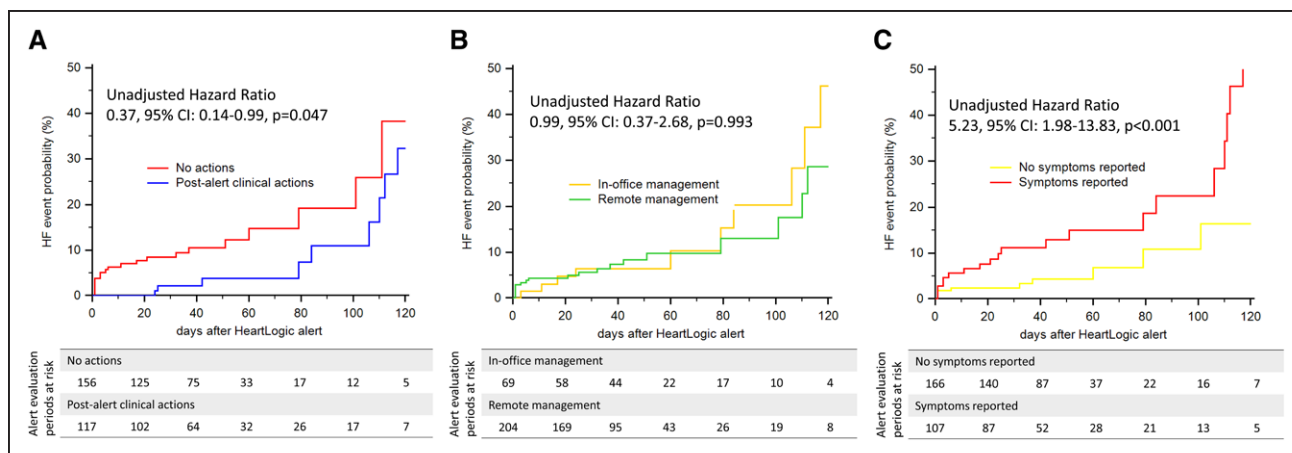 A
HF event probability (%)
50
40
30
20
10
0
Unadjusted Hazard Ratio
0.37, 95% CI: 0.14-0.99, p=0.047
No actions
Post-alert clinical actions
0 20 40 60 80 100 120
days after HeartLogic alert
Alert evaluation
periods at risk
No actions
156 125 75 33 17 12 5
Post-alert clinical actions
117 102 64 32 26 17 7
B
HF event probability (%)
50
40
30
20
10
0
Unadjusted Hazard Ratio
0.99, 95% CI: 0.37-2.68, p=0.993
In-office management
Remote management
0 20 40 60 80 100 120
days after HeartLogic alert
Alert evaluation
periods at risk
In-office management
69 58 44 22 17 10 4
Remote management
204 169 95 43 26 19 8
C
HF event probability (%)
50
40
30
20
10
0
Unadjusted Hazard Ratio
5.23, 95% CI: 1.98-13.83, p<0.001
No symptoms reported
Symptoms reported
0 20 40 60 80 100 120
days after HeartLogic alert
Alert evaluation
periods at risk
No symptoms reported
166 140 87 37 22 16 7
Symptoms reported
107 87 52 28 21 13 5